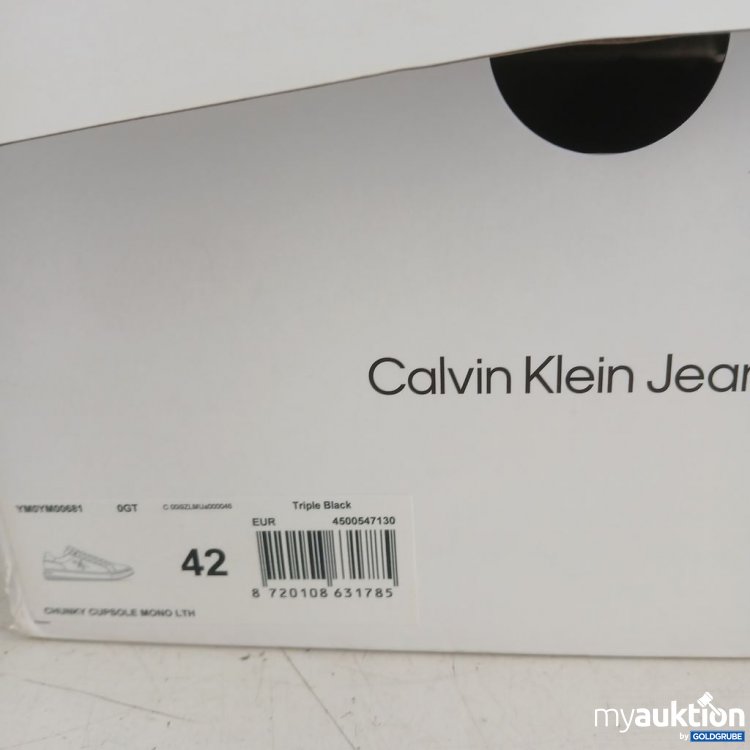 Calvin Klein Jear
YM0YM00681 0GT Triple Black
EUR 4500547130
42
8 720108 631785
CHUNKY CUPSOLE MONO LTH
myauktion
by GOLDGRUBE